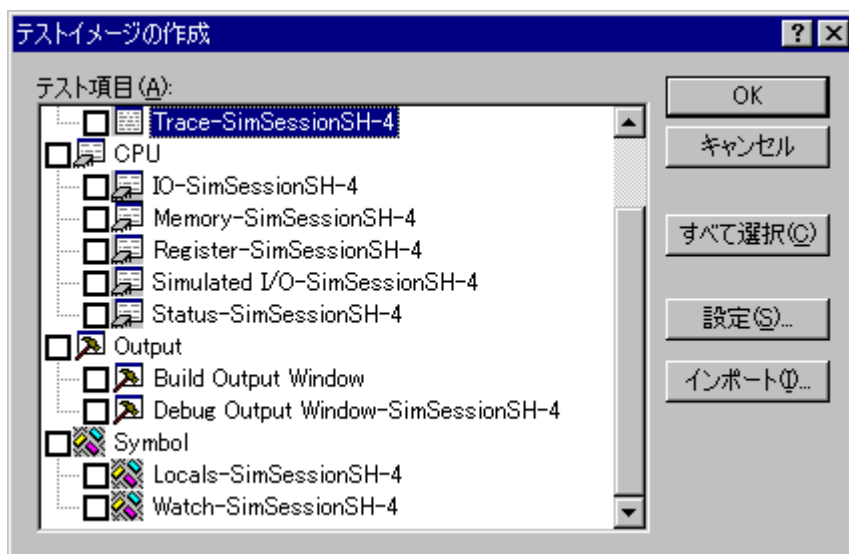 テストイメージの作成
テスト項目(A):
Trace-SimSessionSH-4
CPU
IO-SimSessionSH-4
Memory-SimSessionSH-4
Register-SimSessionSH-4
Simulated I/O-SimSessionSH-4
Status-SimSessionSH-4
Output
Build Output Window
Debug Output Window-SimSessionSH-4
Symbol
Locals-SimSessionSH-4
Watch-SimSessionSH-4
OK
キャンセル
すべて選択(C)
設定(S)...
インポート(I)...